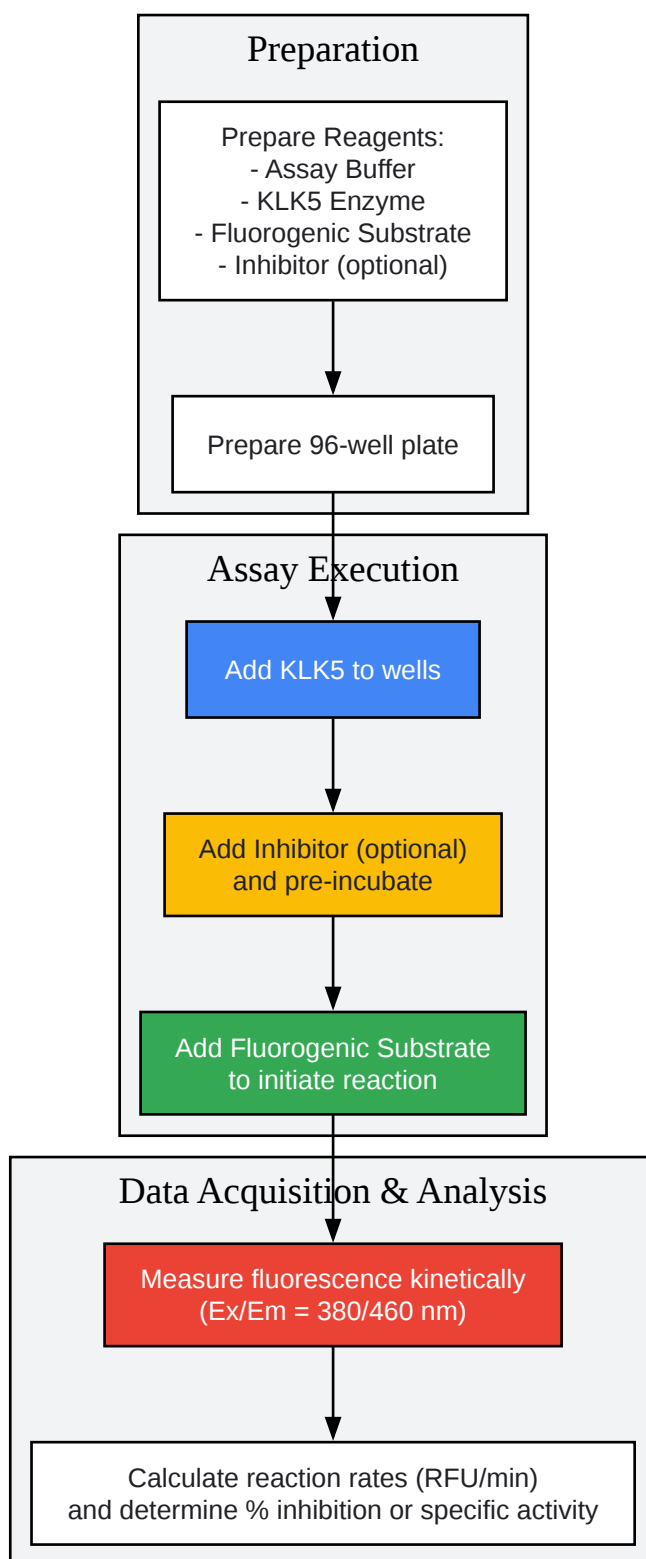 Preparation
Prepare Reagents:
- Assay Buffer
- KLK5 Enzyme
- Fluorogenic Substrate
- Inhibitor (optional)
Prepare 96-well plate
Assay Execution
Add KLK5 to wells
Add Inhibitor (optional)
and pre-incubate
Add Fluorogenic Substrate
to initiate reaction
Data Acquisition & Analysis
Measure fluorescence kinetically
(Ex/Em = 380/460 nm)
Calculate reaction rates (RFU/min)
and determine % inhibition or specific activity